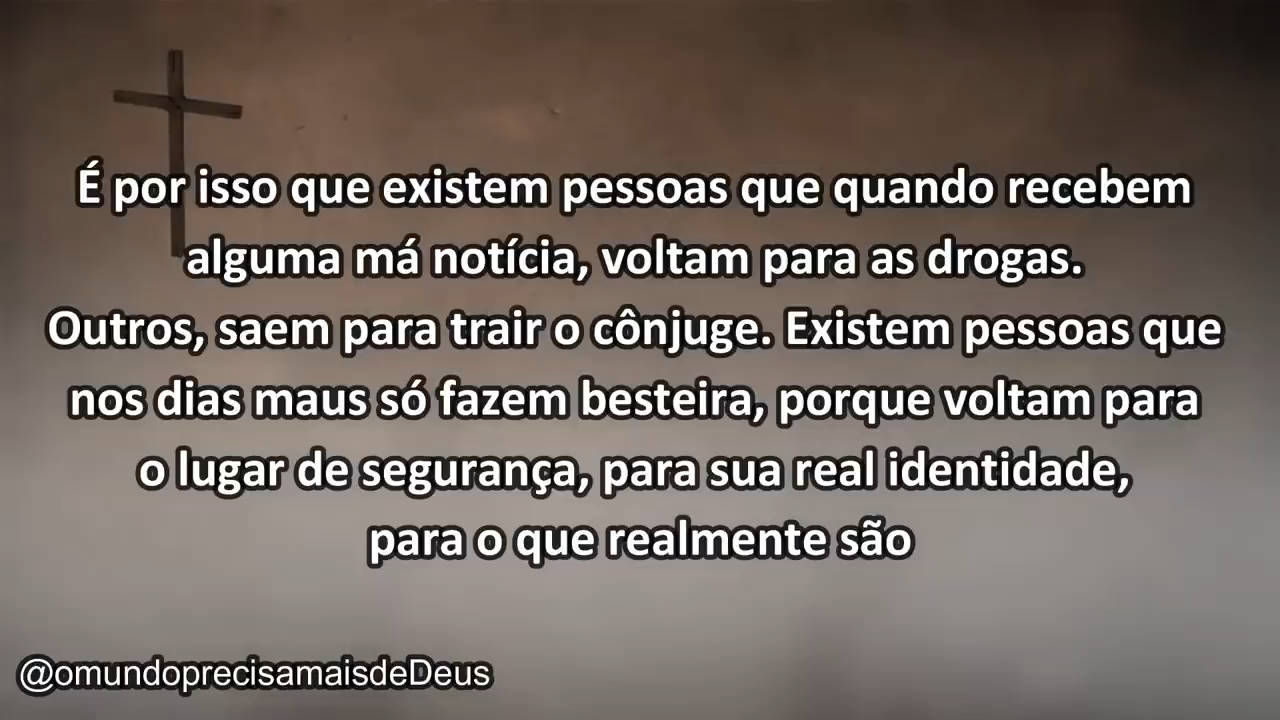 É por isso que existem pessoas que quando recebem
alguma má notícia, voltam para as drogas.
Outros, saem para trair o cônjuge. Existem pessoas que
nos dias maus só fazem besteira, porque voltam para
o lugar de segurança, para sua real identidade,
para o que realmente são
@omundoprecisamaisdeDeus